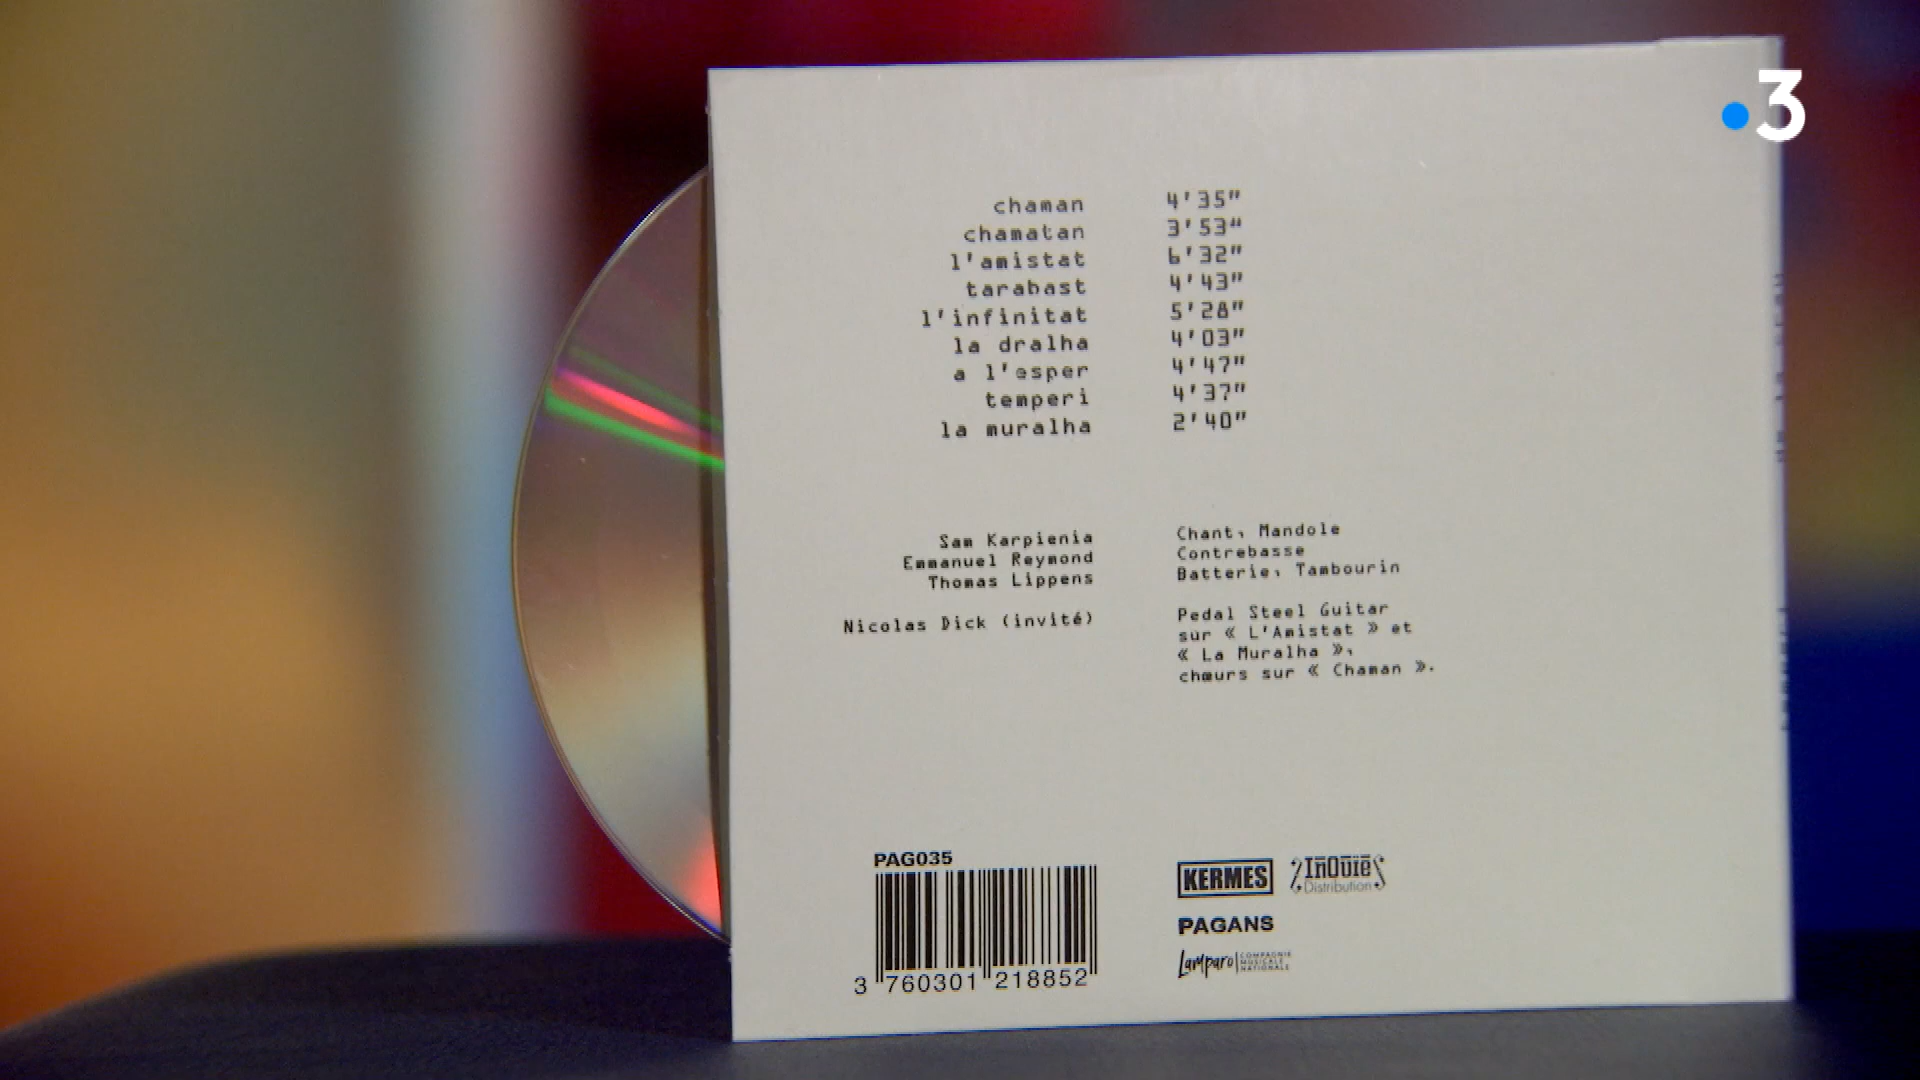 3
chaman 4'35"
chamatan 3'53"
l'amistat 6'32"
tarabast 4'43"
l'infinitat 5'28"
la dralha 4'03"
a l'esper 4'47"
temperi 4'37"
la muralha 2'40"
Sam Karpienia Chant, Mandole
Emmanuel Reymond Contrebasse
Thomas Lippens Batterie, Tambourin
Nicolas Dick (invité) Pedal Steel Guitar
sur « L'Amistat » et
« La Muralha »,
chœurs sur « Chaman ».
PAG035
3 760301 218852
KERMES
InOuïes
Distribution
PAGANS
Lamparo
COMPAGNIE
MUSICALE
NATIONALE